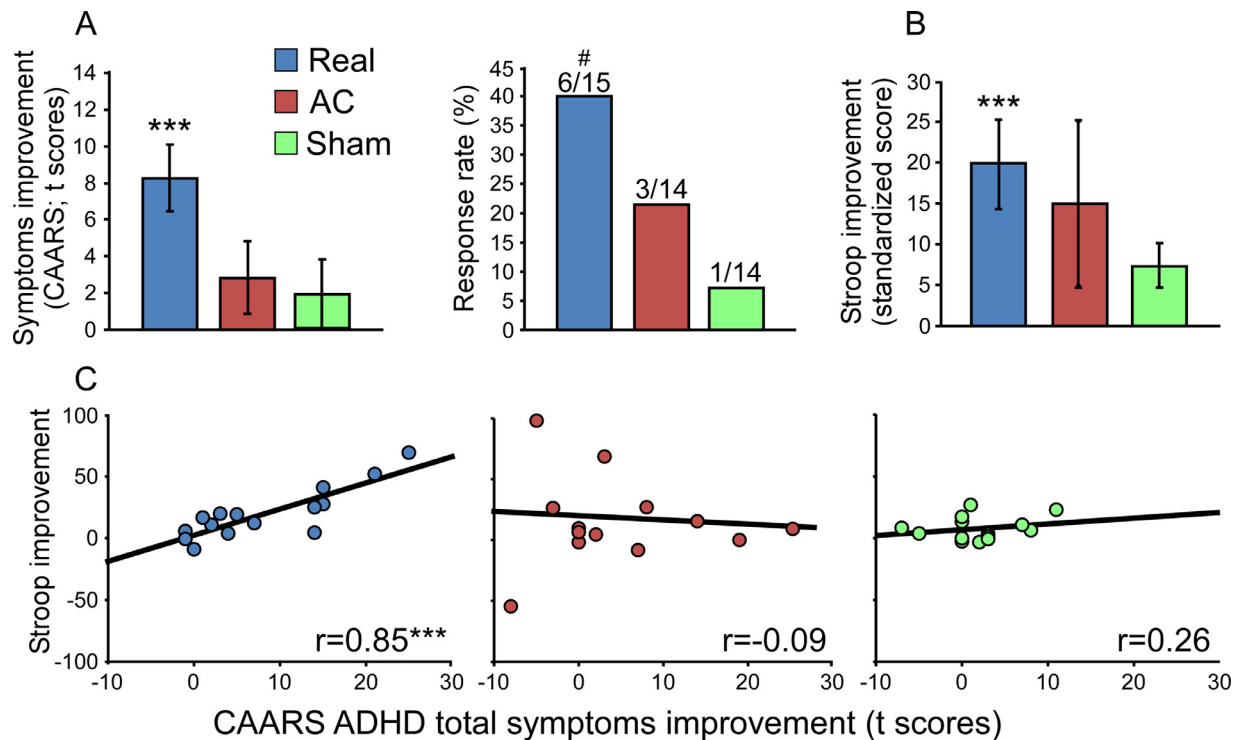 A
Symptoms improvement
(CAARS; t scores)
14
12
10
8
6
4
2
0
***
Real
AC
Sham
Response rate (%)
45
40
35
30
25
20
15
10
5
0
#
6/15
3/14
1/14
B
Stroop improvement
(standardized score)
30
25
20
15
10
5
0
***
C
Stroop improvement
100
50
0
-50
-100
r=0.85***
r=-0.09
r=0.26
-10 0 10 20 30
-10 0 10 20 30
-10 0 10 20 30
CAARS ADHD total symptoms improvement (t scores)